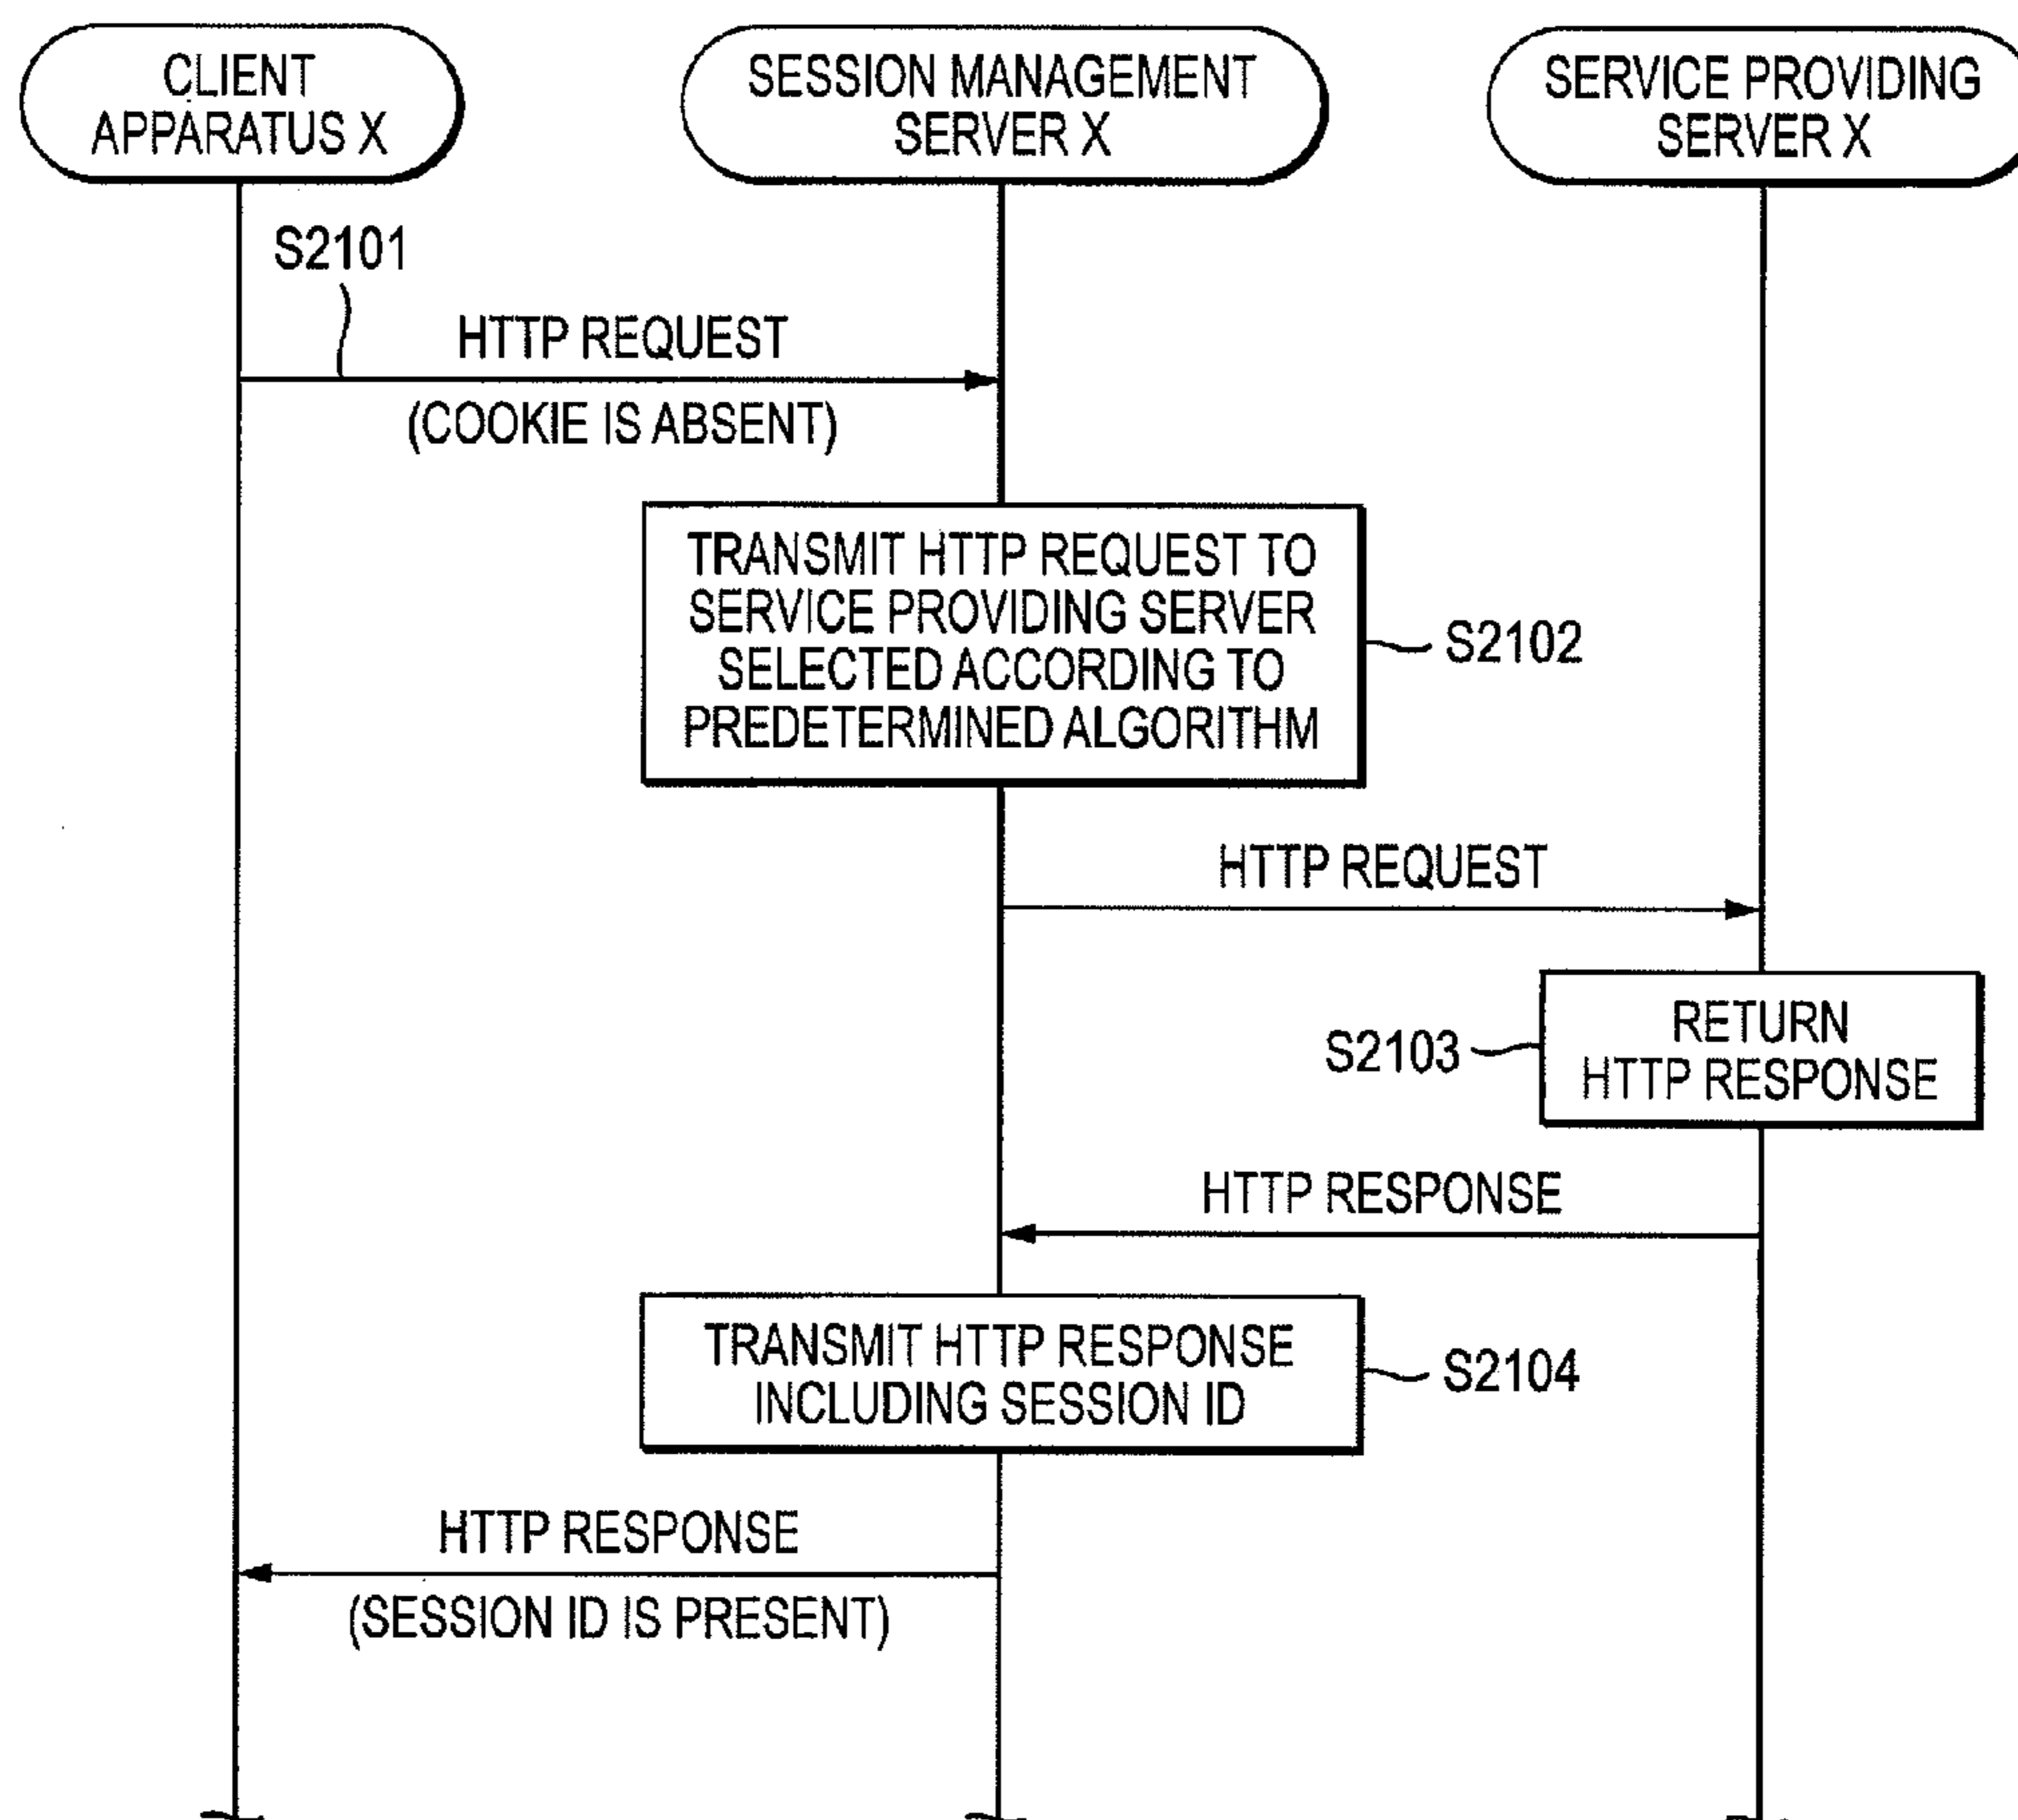 CLIENT
APPARATUS X
SESSION MANAGEMENT
SERVER X
SERVICE PROVIDING
SERVER X
S2101
HTTP REQUEST
(COOKIE IS ABSENT)
TRANSMIT HTTP REQUEST TO
SERVICE PROVIDING SERVER
SELECTED ACCORDING TO
PREDETERMINED ALGORITHM
S2102
HTTP REQUEST
S2103
RETURN
HTTP RESPONSE
HTTP RESPONSE
TRANSMIT HTTP RESPONSE
INCLUDING SESSION ID
S2104
HTTP RESPONSE
(SESSION ID IS PRESENT)